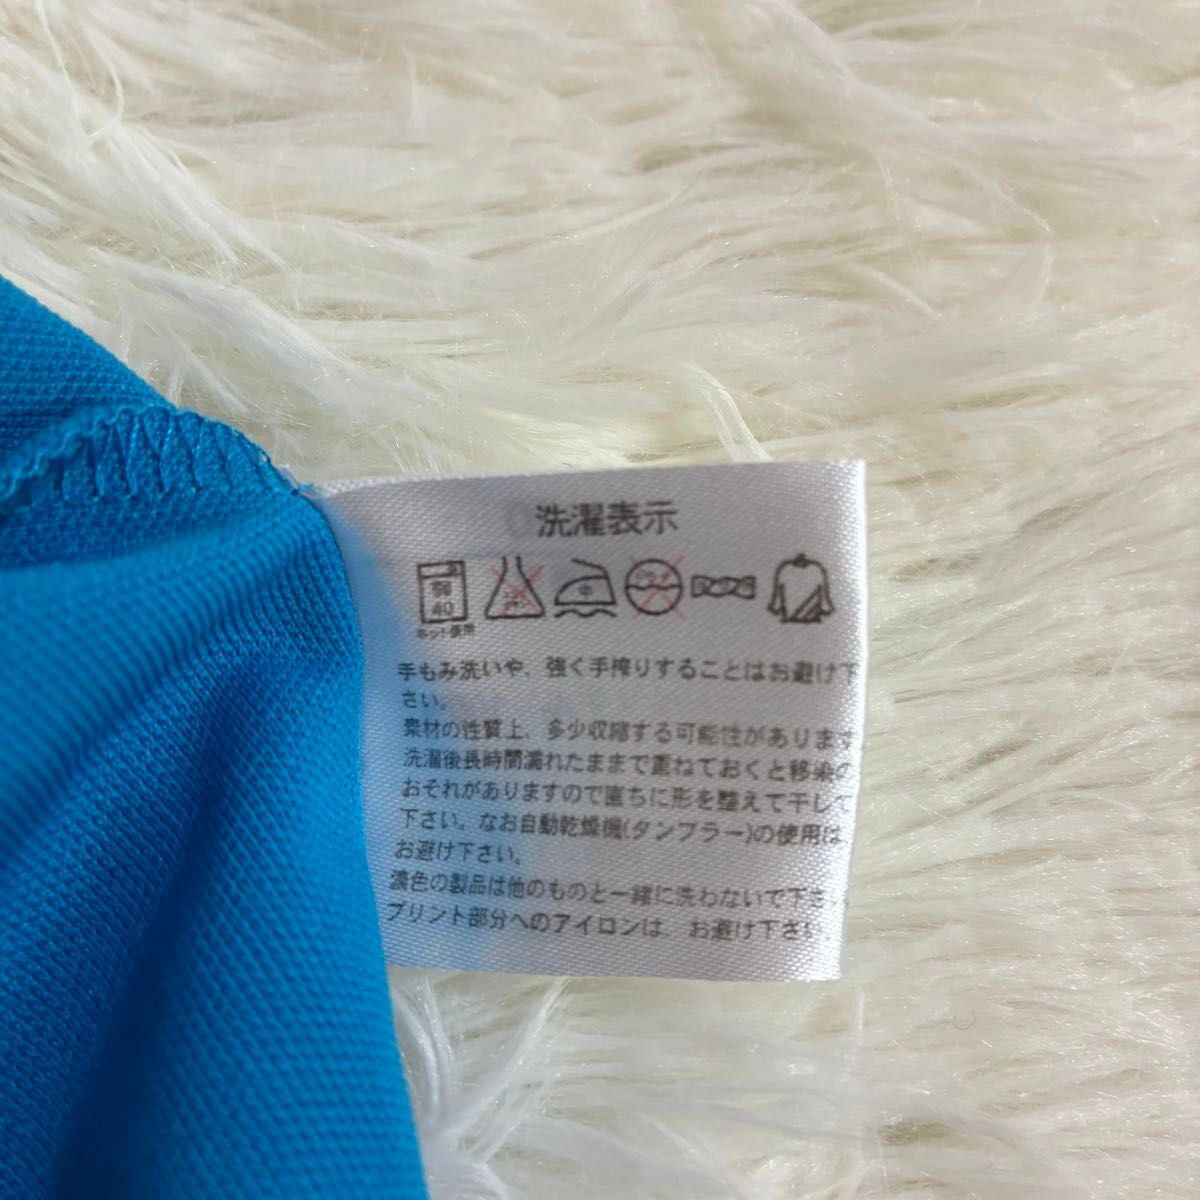 洗濯表示
弱
40
中
ネット使用
手もみ洗いや、強く手搾りすることはお避け下
さい。
素材の性質上、多少収縮する可能性があります
洗濯後長時間濡れたままで重ねておくと移染の
おそれがありますので直ちに形を整えて干して
下さい。なお自動乾燥機(タンブラー)の使用は
お避け下さい。
濃色の製品は他のものと一緒に洗わないで下さい。
プリント部分へのアイロンは、お避け下さい